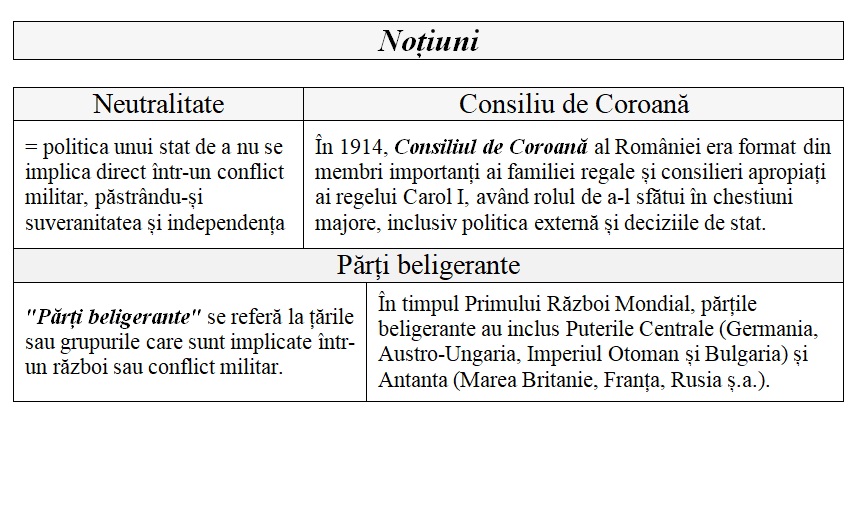 Noțiuni
Neutralitate
Consiliu de Coroană
= politica unui stat de a nu se
implica direct într-un conflict
militar, păstrându-și
suveranitatea și independența
În 1914, Consiliul de Coroană al României era format din
membri importanți ai familiei regale și consilieri apropiați
ai regelui Carol I, având rolul de a-l sfătui în chestiuni
majore, inclusiv politica externă și deciziile de stat.
Părți beligerante
"Părți beligerante" se referă la țările
sau grupurile care sunt implicate într-
un război sau conflict militar.
În timpul Primului Război Mondial, părțile
beligerante au inclus Puterile Centrale (Germania,
Austro-Ungaria, Imperiul Otoman și Bulgaria) și
Antanta (Marea Britanie, Franța, Rusia ș.a.).